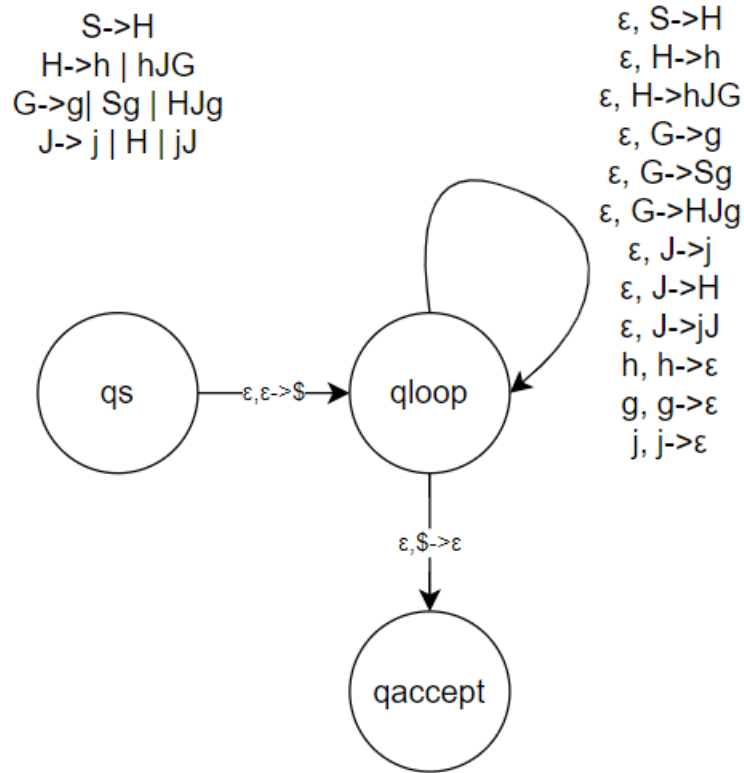 S->H
H->h | hJG
G->g| Sg | HJg
J-> j | H | jJ
ε, S->H
ε, H->h
ε, H->hJG
ε, G->g
ε, G->Sg
ε, G->HJg
ε, J->j
ε, J->H
ε, J->jJ
h, h->ε
g, g->ε
j, j->ε
qs
ε,ε->$
qloop
ε,$->ε
qaccept